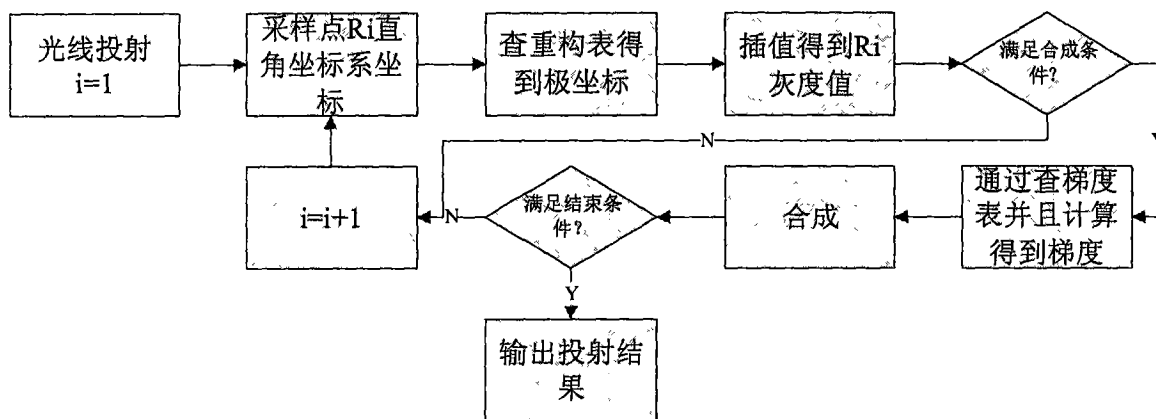 光线投射
i=1
采样点Ri直
角坐标系坐
标
查重构表得
到极坐标
插值得到Ri
灰度值
满足合成条
件?
N
Y
i=i+1
N
满足结束条
件?
合成
通过查梯度
表并且计算
得到梯度
Y
输出投射结
果